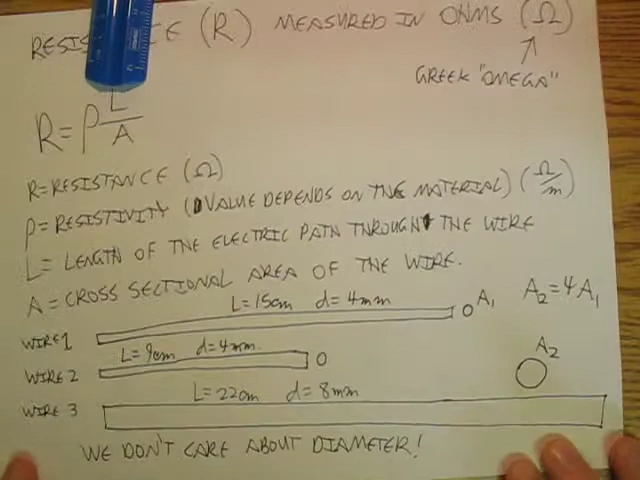 RESISTANCE (R) MEASURED IN OHMS (Ω)
GREEK "OMEGA"
R=ρ L/A
R=RESISTANCE (Ω)
ρ=RESISTIVITY (VALUE DEPENDS ON THE MATERIAL) (Ω/m)
L= LENGTH OF THE ELECTRIC PATH THROUGH THE WIRE
A = CROSS SECTIONAL AREA OF THE WIRE.
L=15cm d=4mm A₁ A₂=4A₁
WIRE 1
L=9cm d=4mm
WIRE 2
A₂
L=22cm d=8mm
WIRE 3
WE DON'T CARE ABOUT DIAMETER!